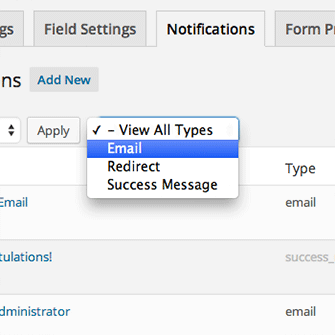 gs Field Settings Notifications Form Pr
ns Add New
Apply ✓ – View All Types
Email
Redirect
Success Message
Type
Email email
tulations! success_
dministrator email